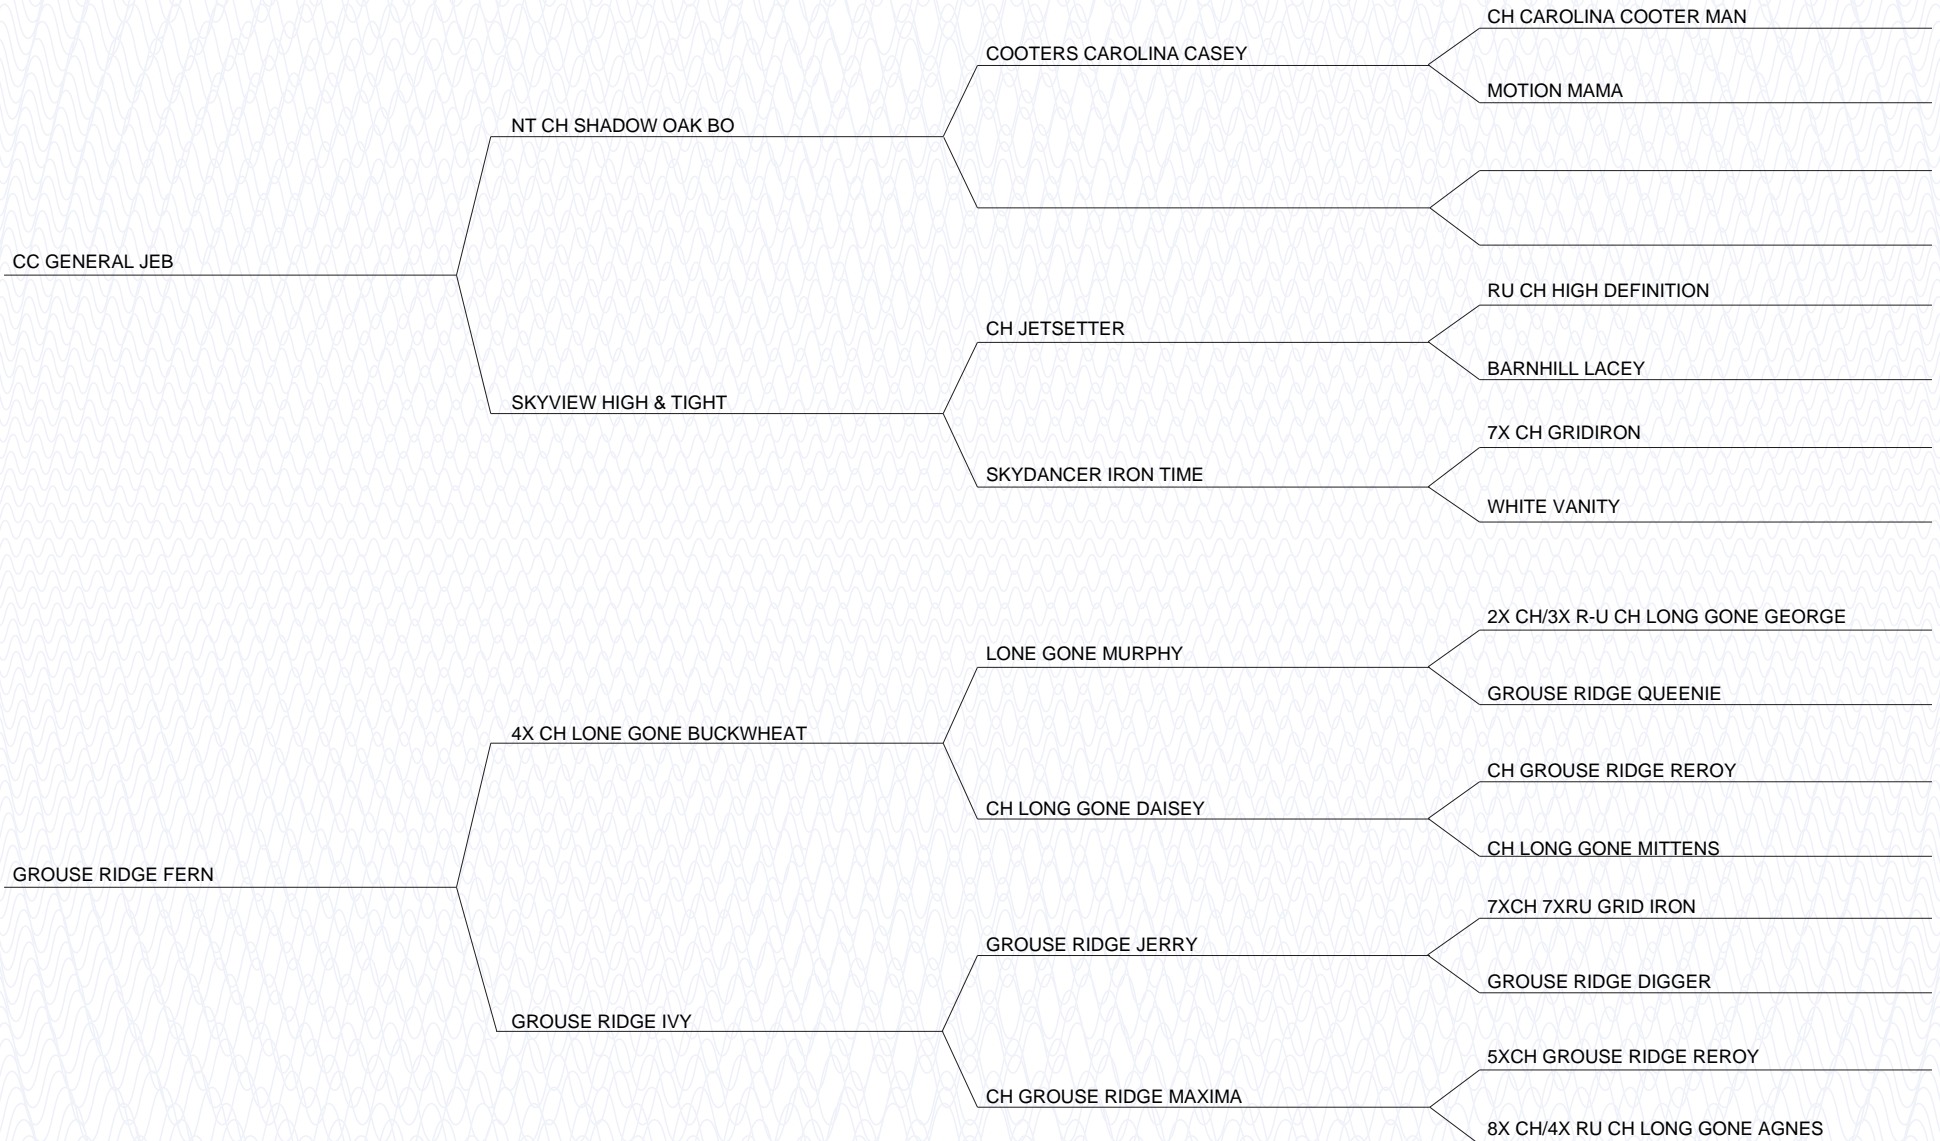 CH CAROLINA COOTER MAN
COOTERS CAROLINA CASEY
MOTION MAMA
NT CH SHADOW OAK BO
CC GENERAL JEB
RU CH HIGH DEFINITION
CH JETSETTER
BARNHILL LACEY
SKYVIEW HIGH & TIGHT
7X CH GRIDIRON
SKYDANCER IRON TIME
WHITE VANITY
2X CH/3X R-U CH LONG GONE GEORGE
LONE GONE MURPHY
GROUSE RIDGE QUEENIE
4X CH LONE GONE BUCKWHEAT
CH GROUSE RIDGE REROY
CH LONG GONE DAISEY
CH LONG GONE MITTENS
GROUSE RIDGE FERN
7XCH 7XRU GRID IRON
GROUSE RIDGE JERRY
GROUSE RIDGE DIGGER
GROUSE RIDGE IVY
5XCH GROUSE RIDGE REROY
CH GROUSE RIDGE MAXIMA
8X CH/4X RU CH LONG GONE AGNES